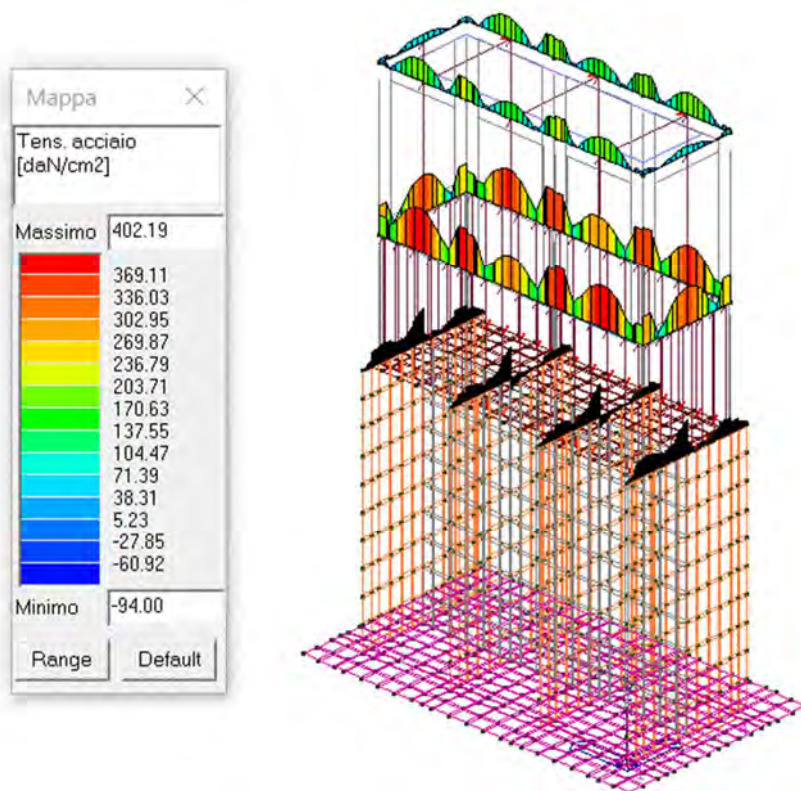 Mappa
Tens. acciaio
[daN/cm2]
Massimo 402.19
369.11
336.03
302.95
269.87
236.79
203.71
170.63
137.55
104.47
71.39
38.31
5.23
-27.85
-60.92
Minimo -94.00
Range Default